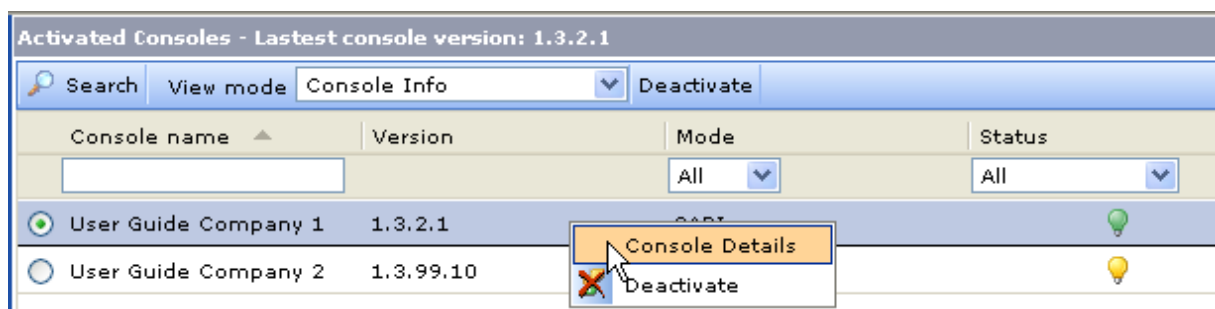 Activated Consoles - Lastest console version: 1.3.2.1
Search View mode Console Info Deactivate
Console name Version Mode Status
All All
User Guide Company 1 1.3.2.1
Console Details
User Guide Company 2 1.3.99.10
Deactivate